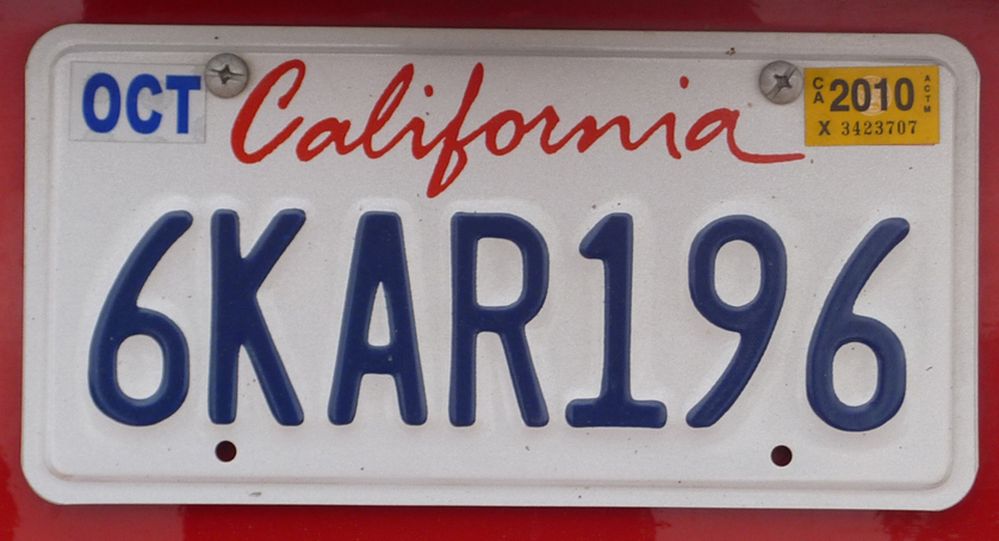 OCT
California
CA 2010 ACTM
X 3423707
6KAR196